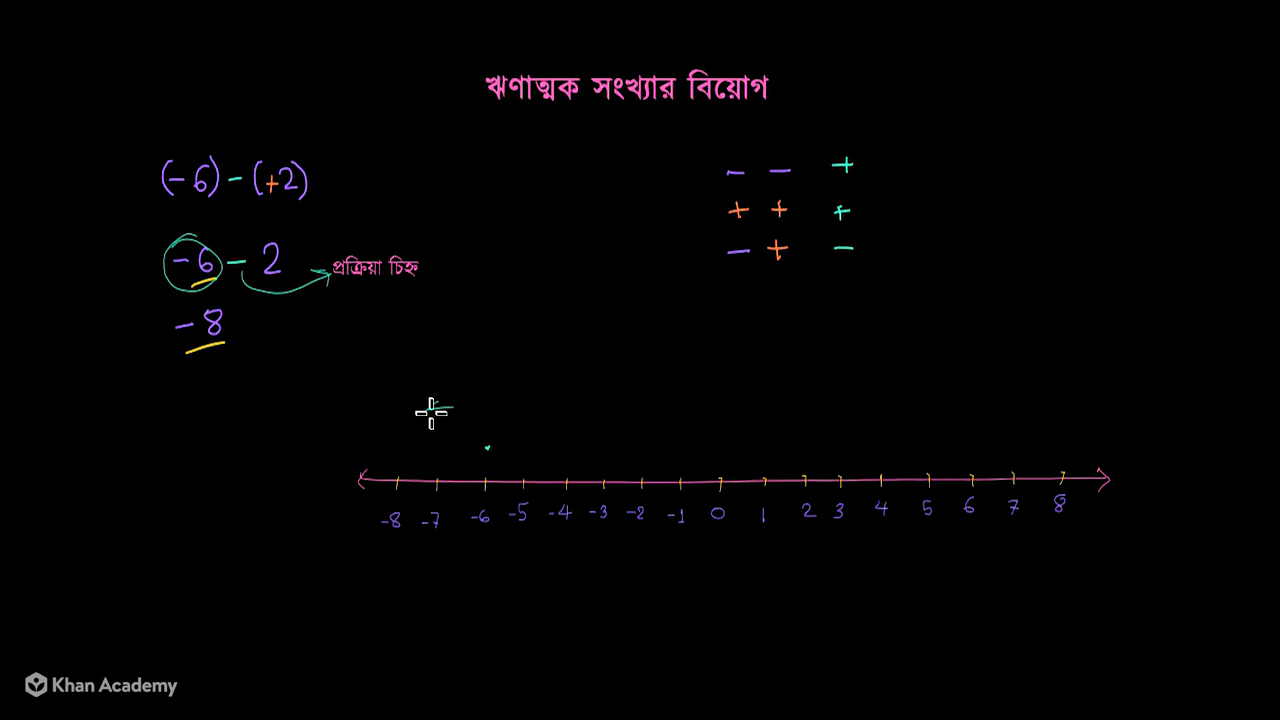 ঋণাত্মক সংখ্যার বিয়োগ
(-6) - (+2)
- - +
+ + +
- + -
-6 - 2
প্রক্রিয়া চিহ্ন
-8
-8 -7 -6 -5 -4 -3 -2 -1 0 1 2 3 4 5 6 7 8
Khan Academy